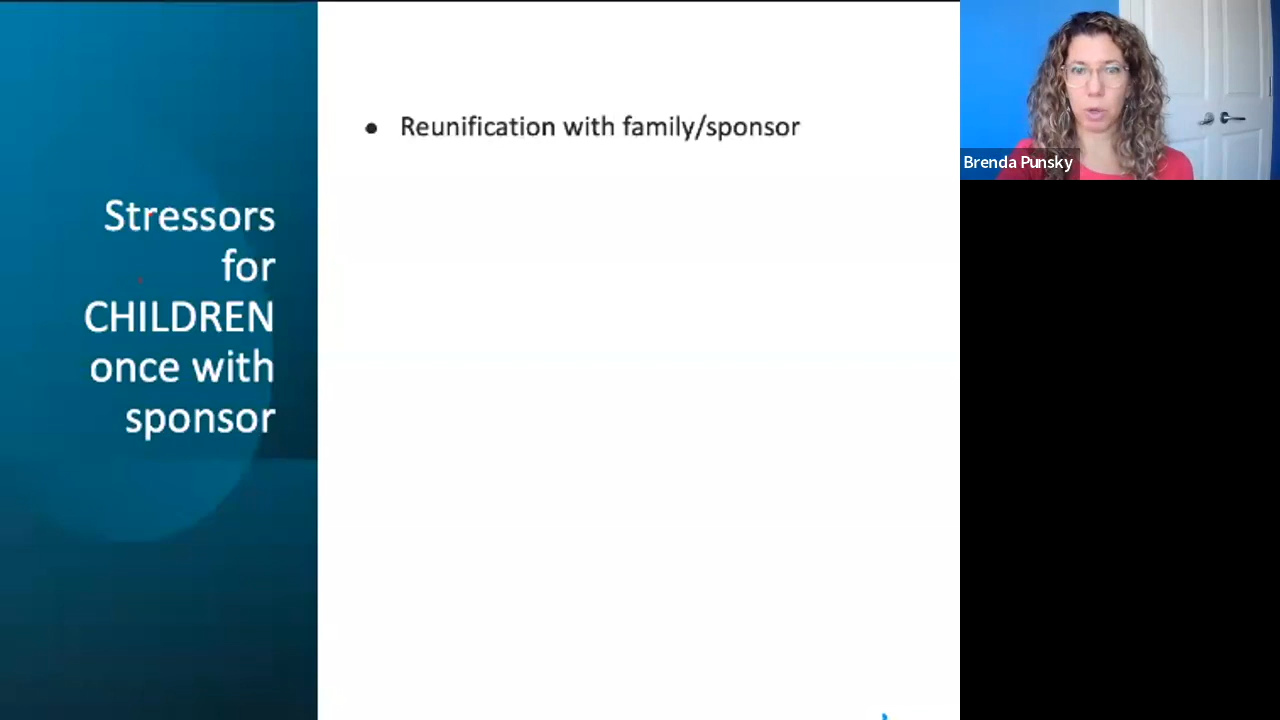 Stressors
for
CHILDREN
once with
sponsor
● Reunification with family/sponsor
Brenda Punsky